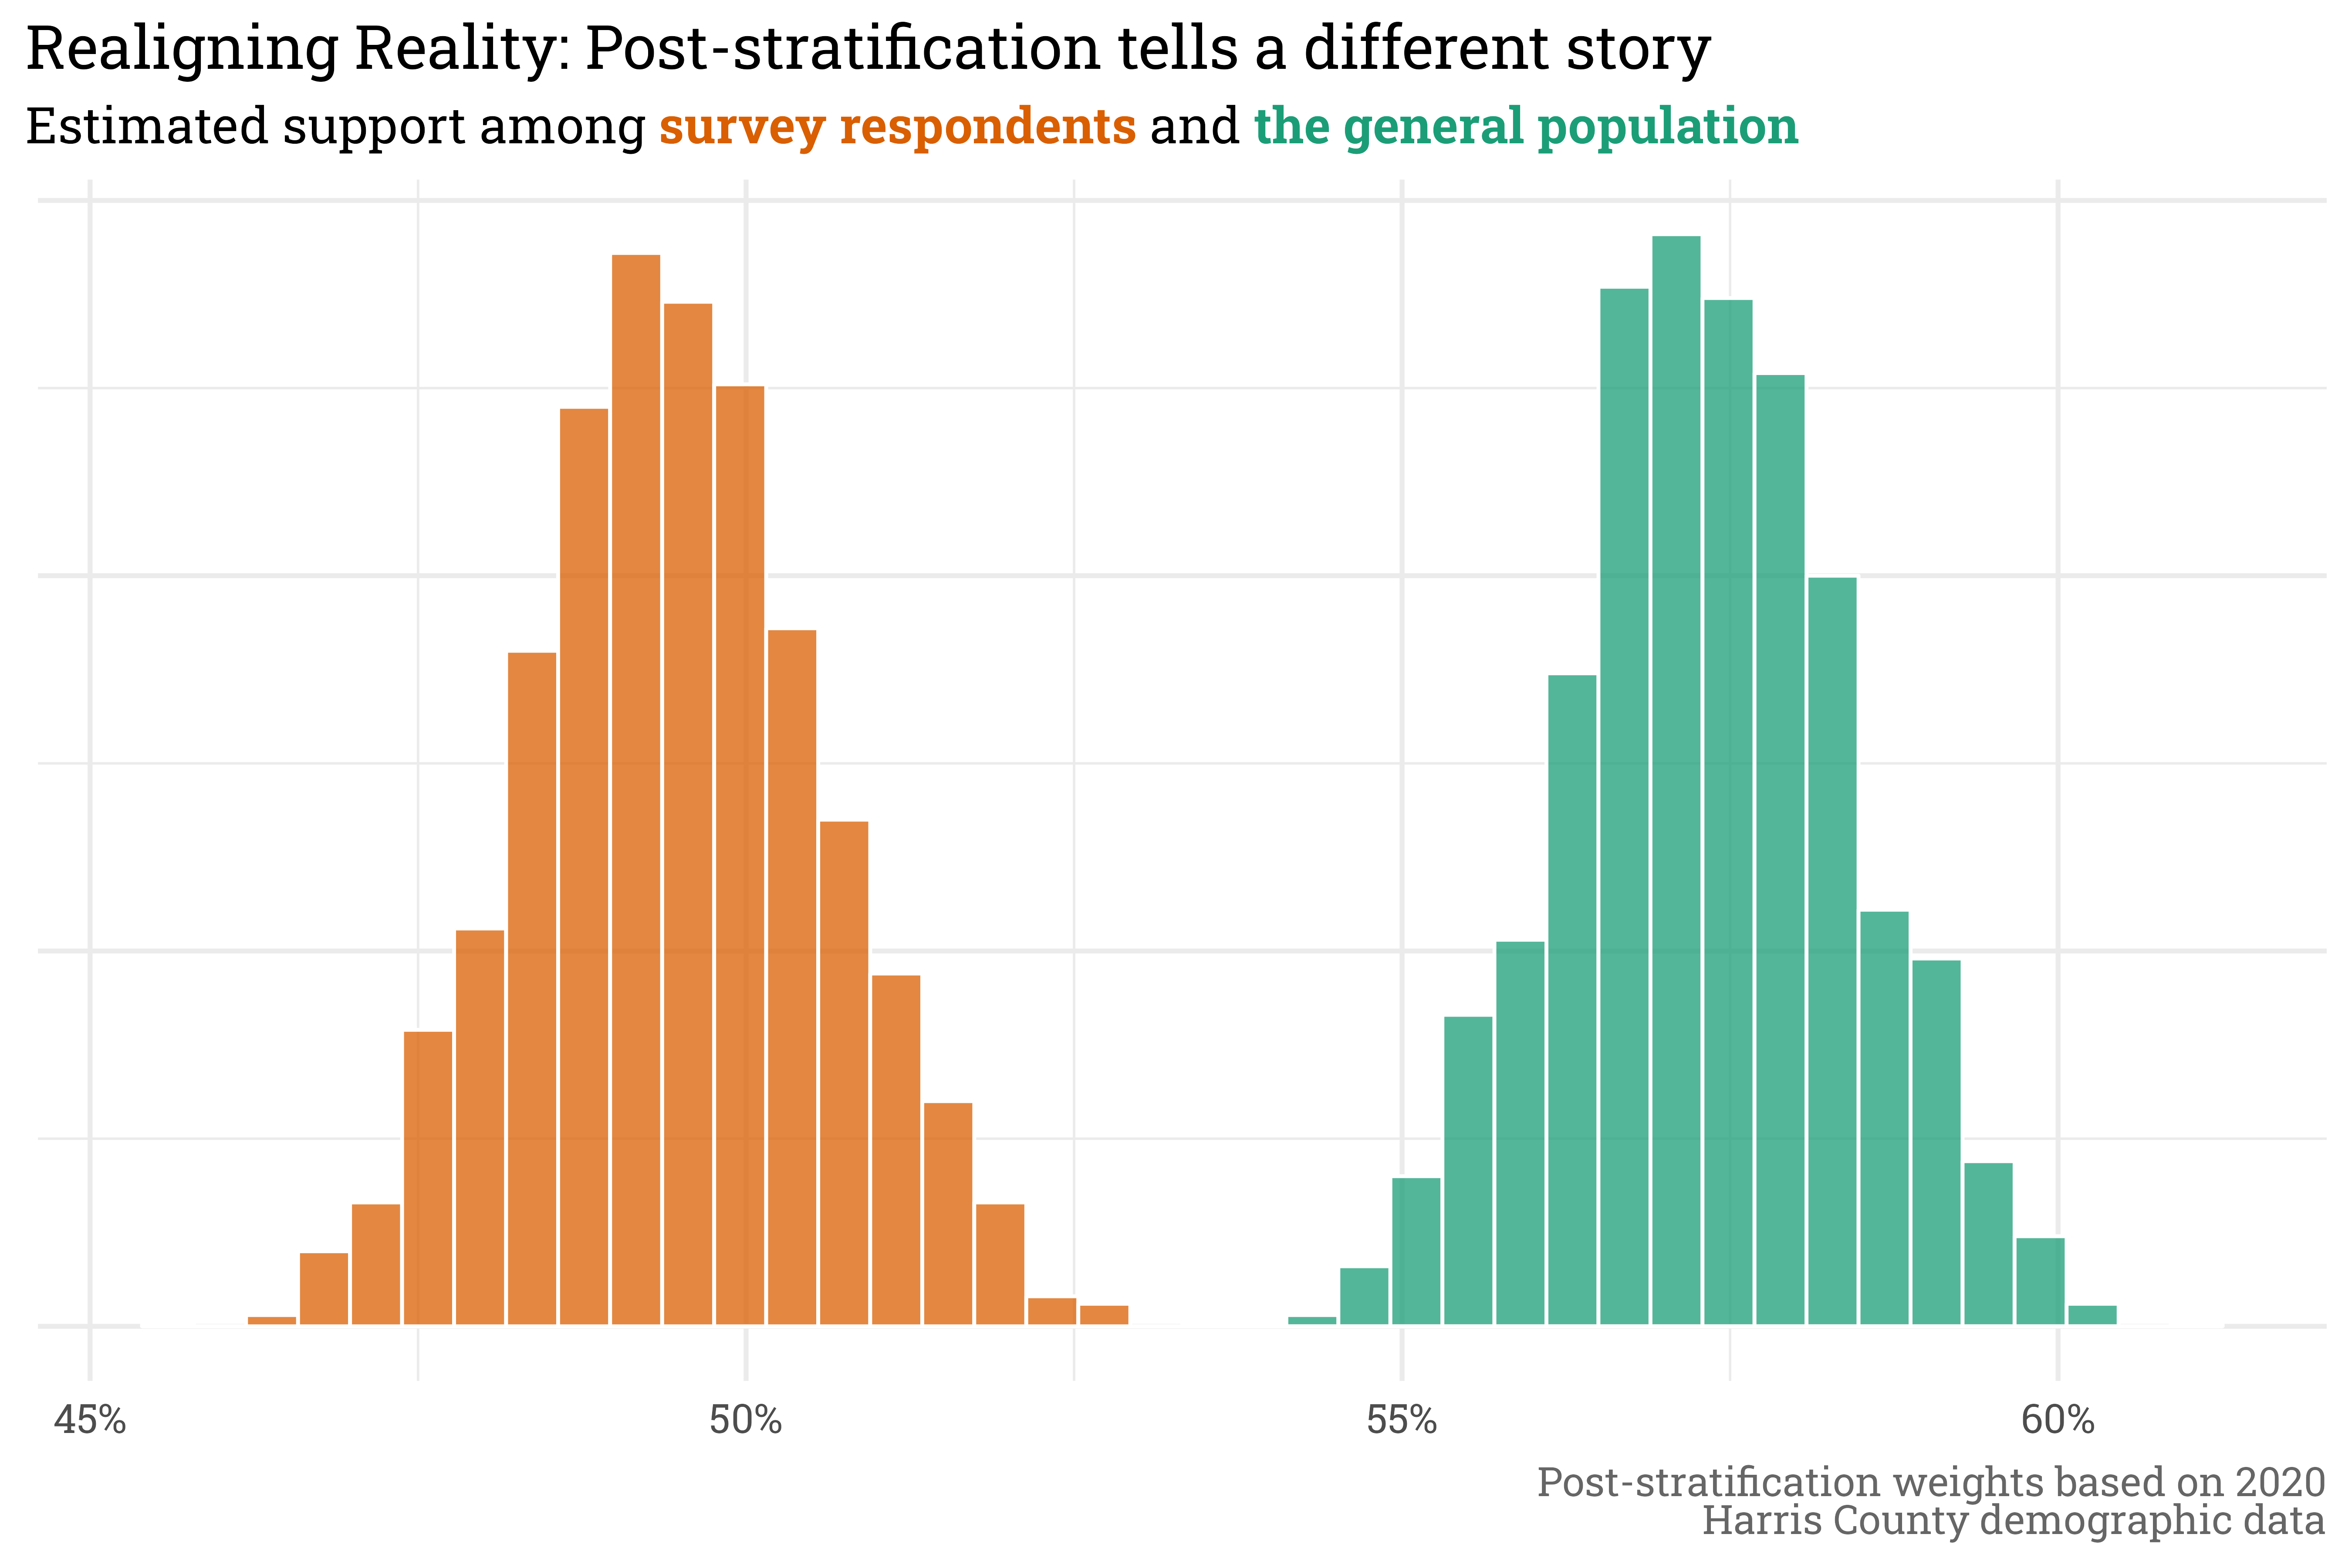 Realigning Reality: Post-stratification tells a different story
Estimated support among survey respondents and the general population
45%
50%
55%
60%
Post-stratification weights based on 2020
Harris County demographic data